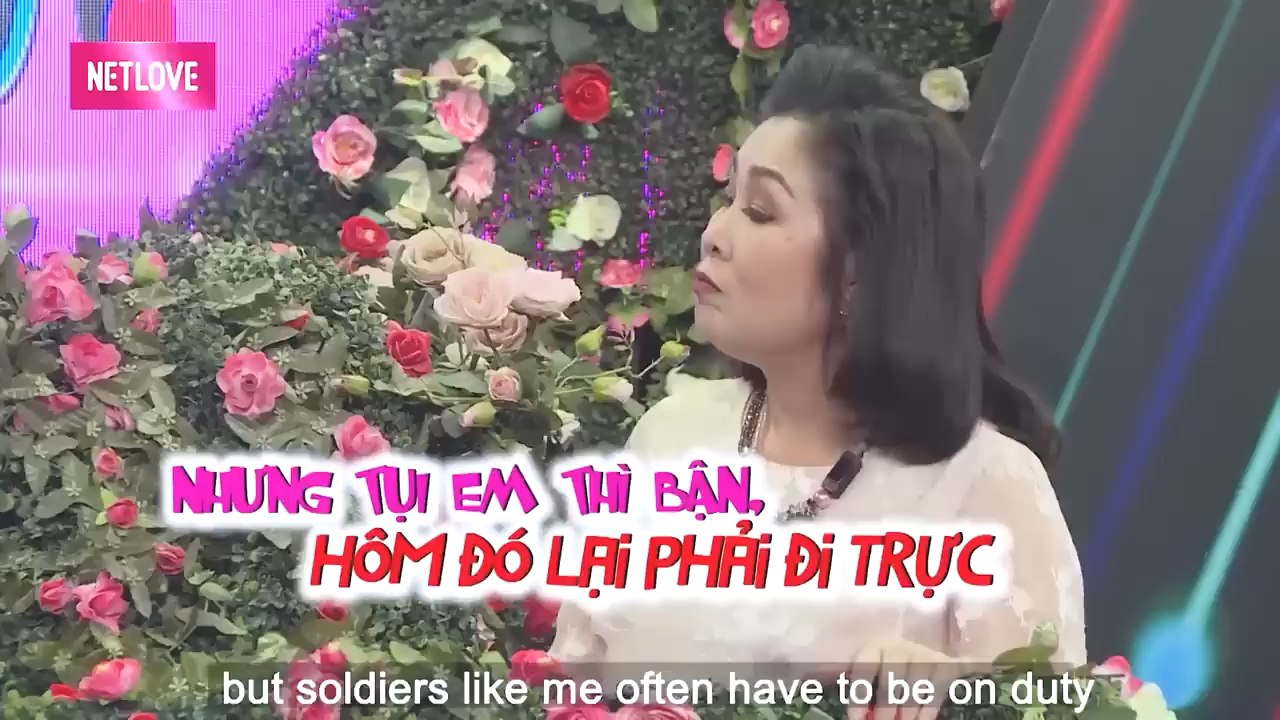 NETLOVE
NHƯNG TỤI EM THÌ BẬN,
HÔM ĐÓ LẠI PHẢI ĐI TRỰC
but soldiers like me often have to be on duty